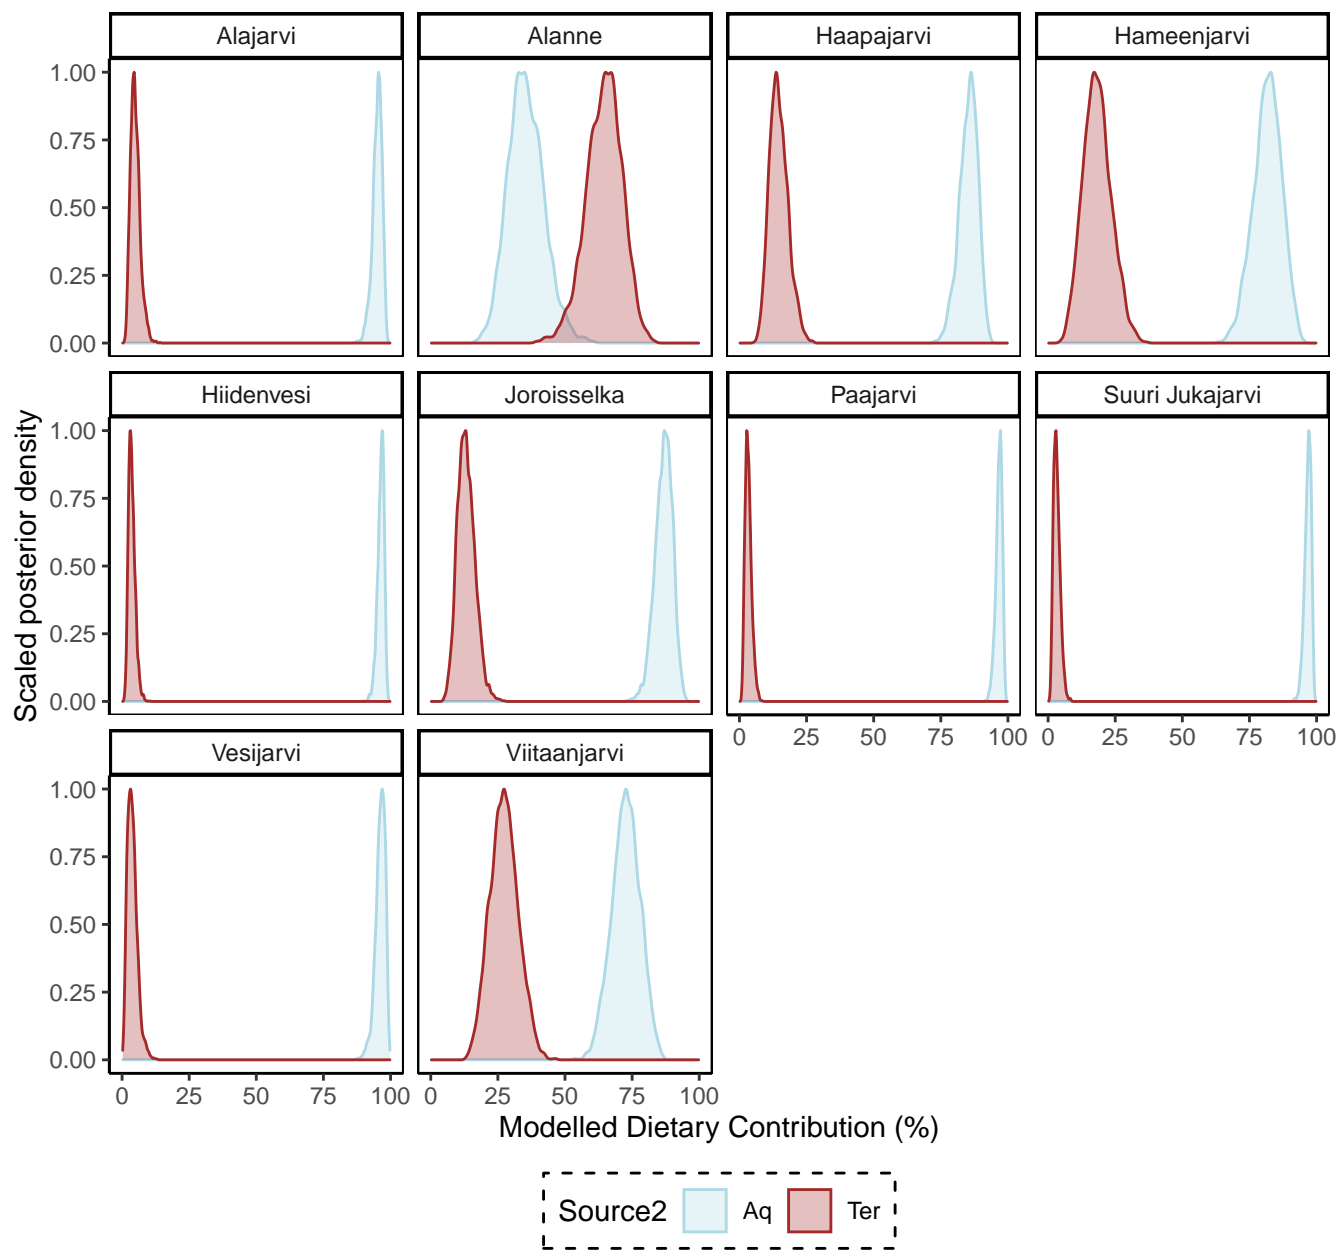 Alajarvi Alanne Haapajarvi Hameenjarvi
1.00
0.75
0.50
0.25
0.00
Hiidenvesi Joroisselka Paajarvi Suuri Jukajarvi
1.00
0.75
0.50
0.25
0.00
0 25 50 75 100 0 25 50 75 100
Vesijarvi Viitaanjarvi
1.00
0.75
0.50
0.25
0.00
0 25 50 75 100 0 25 50 75 100
Scaled posterior density
Modelled Dietary Contribution (%)
Source2 Aq Ter